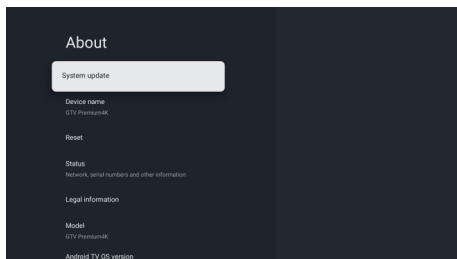 About
System update
Device name
GTV Premium4K
Reset
Status
Network, serial numbers and other information
Legal information
Model
GTV Premium4K
Android TV OS version